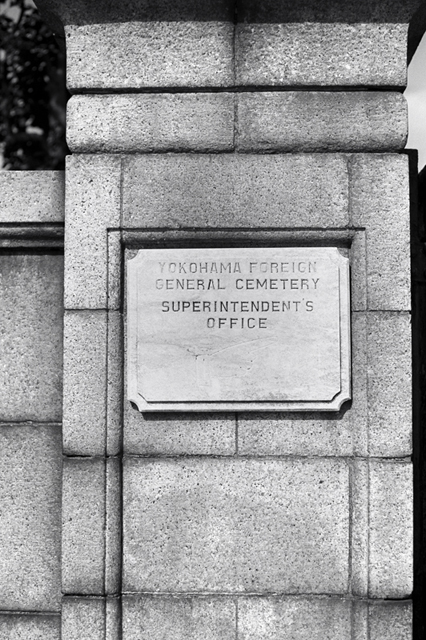 YOKOHAMA FOREIGN
GENERAL CEMETERY
SUPERINTENDENT'S
OFFICE